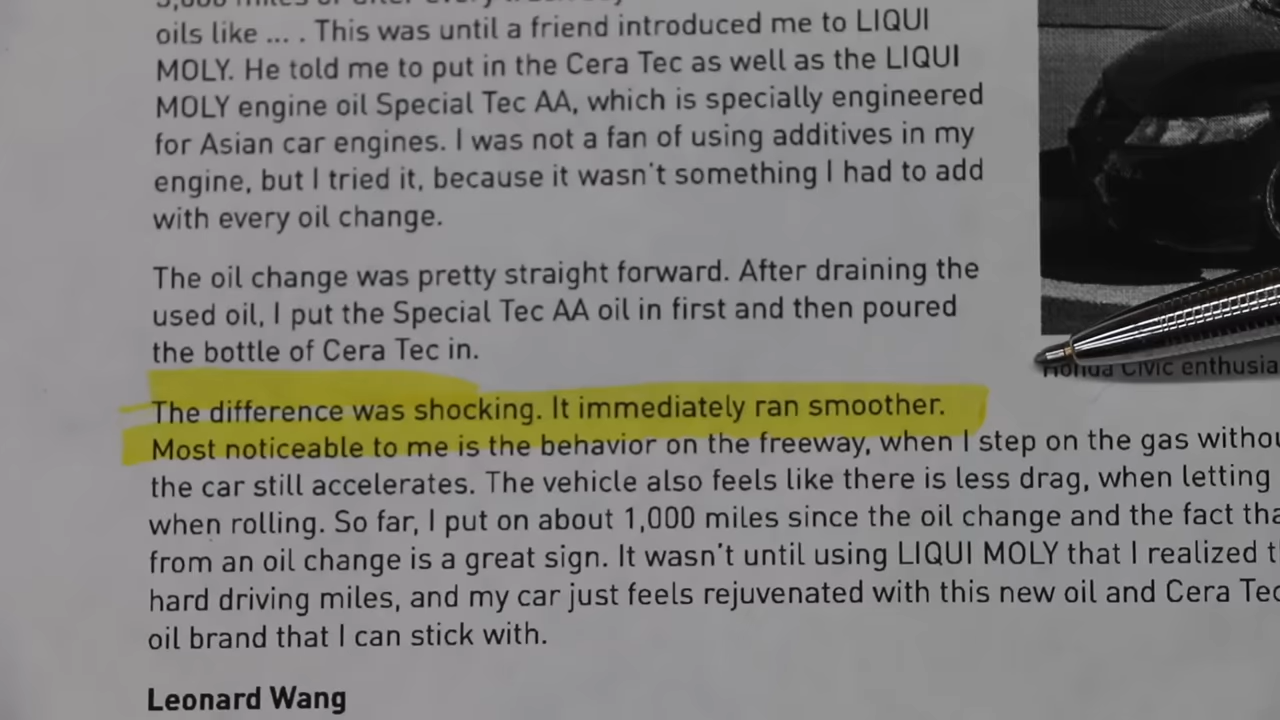 oils like ... . This was until a friend introduced me to LIQUI
MOLY. He told me to put in the Cera Tec as well as the LIQUI
MOLY engine oil Special Tec AA, which is specially engineered
for Asian car engines. I was not a fan of using additives in my
engine, but I tried it, because it wasn't something I had to add
with every oil change.
The oil change was pretty straight forward. After draining the
used oil, I put the Special Tec AA oil in first and then poured
the bottle of Cera Tec in.
Honda Civic enthusia
The difference was shocking. It immediately ran smoother.
Most noticeable to me is the behavior on the freeway, when I step on the gas withou
the car still accelerates. The vehicle also feels like there is less drag, when letting
when rolling. So far, I put on about 1,000 miles since the oil change and the fact tha
from an oil change is a great sign. It wasn't until using LIQUI MOLY that I realized t
hard driving miles, and my car just feels rejuvenated with this new oil and Cera Tec
oil brand that I can stick with.
Leonard Wang